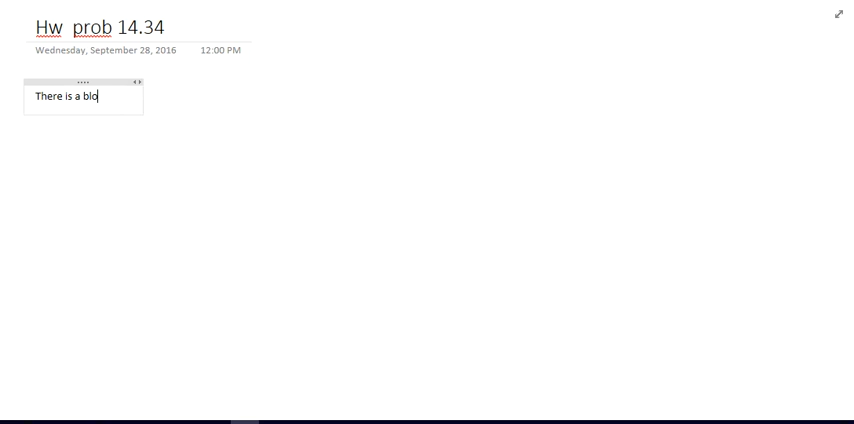 Hw prob 14.34
Wednesday, September 28, 2016 12:00 PM
There is a blo